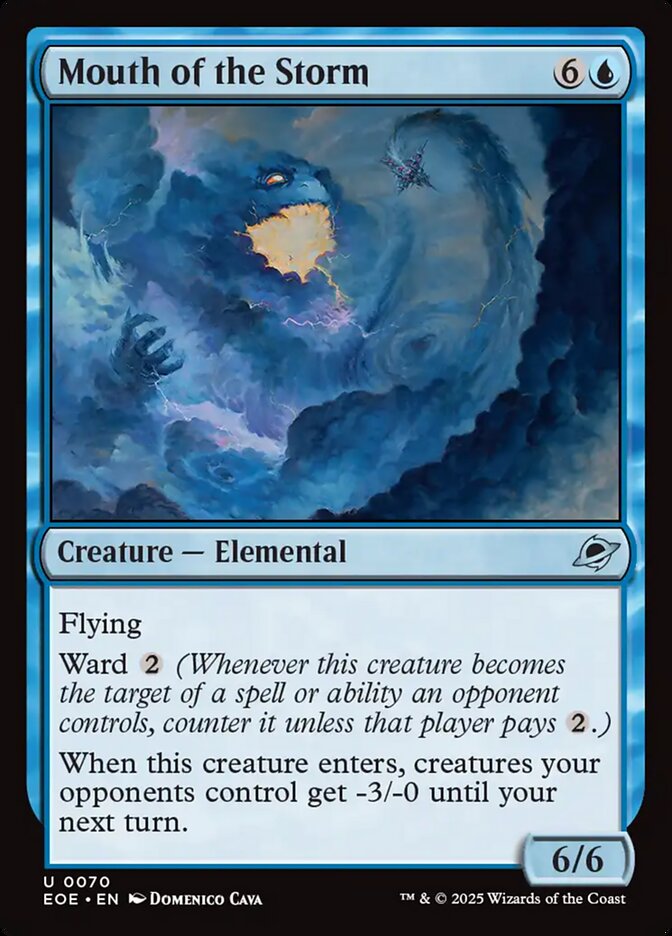 Mouth of the Storm 6
Creature — Elemental
Flying
Ward 2 (Whenever this creature becomes
the target of a spell or ability an opponent
controls, counter it unless that player pays 2.)
When this creature enters, creatures your
opponents control get -3/-0 until your
next turn.
6/6
U 0070
EOE • EN Domenico Cava
™ & © 2025 Wizards of the Coast